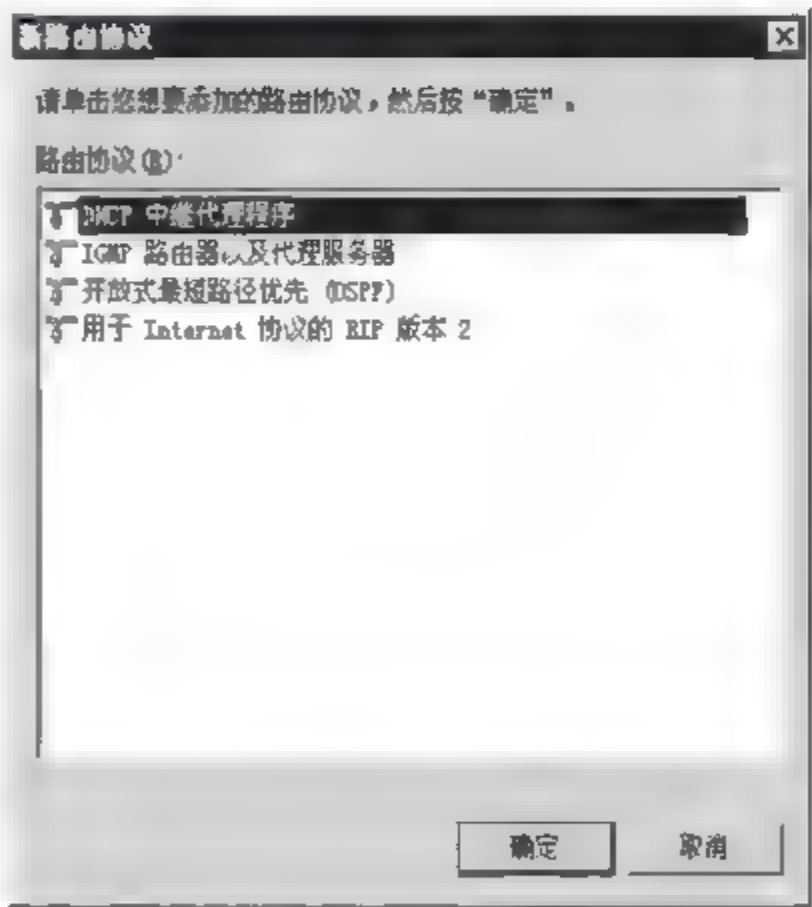 新路由协议
请单击您想要添加的路由协议，然后按“确定”。
路由协议(R):
DHCP 中继代理程序
IGMP 路由器以及代理服务器
开放式最短路径优先 (OSPF)
用于 Internet 协议的 RIP 版本 2
确定
取消